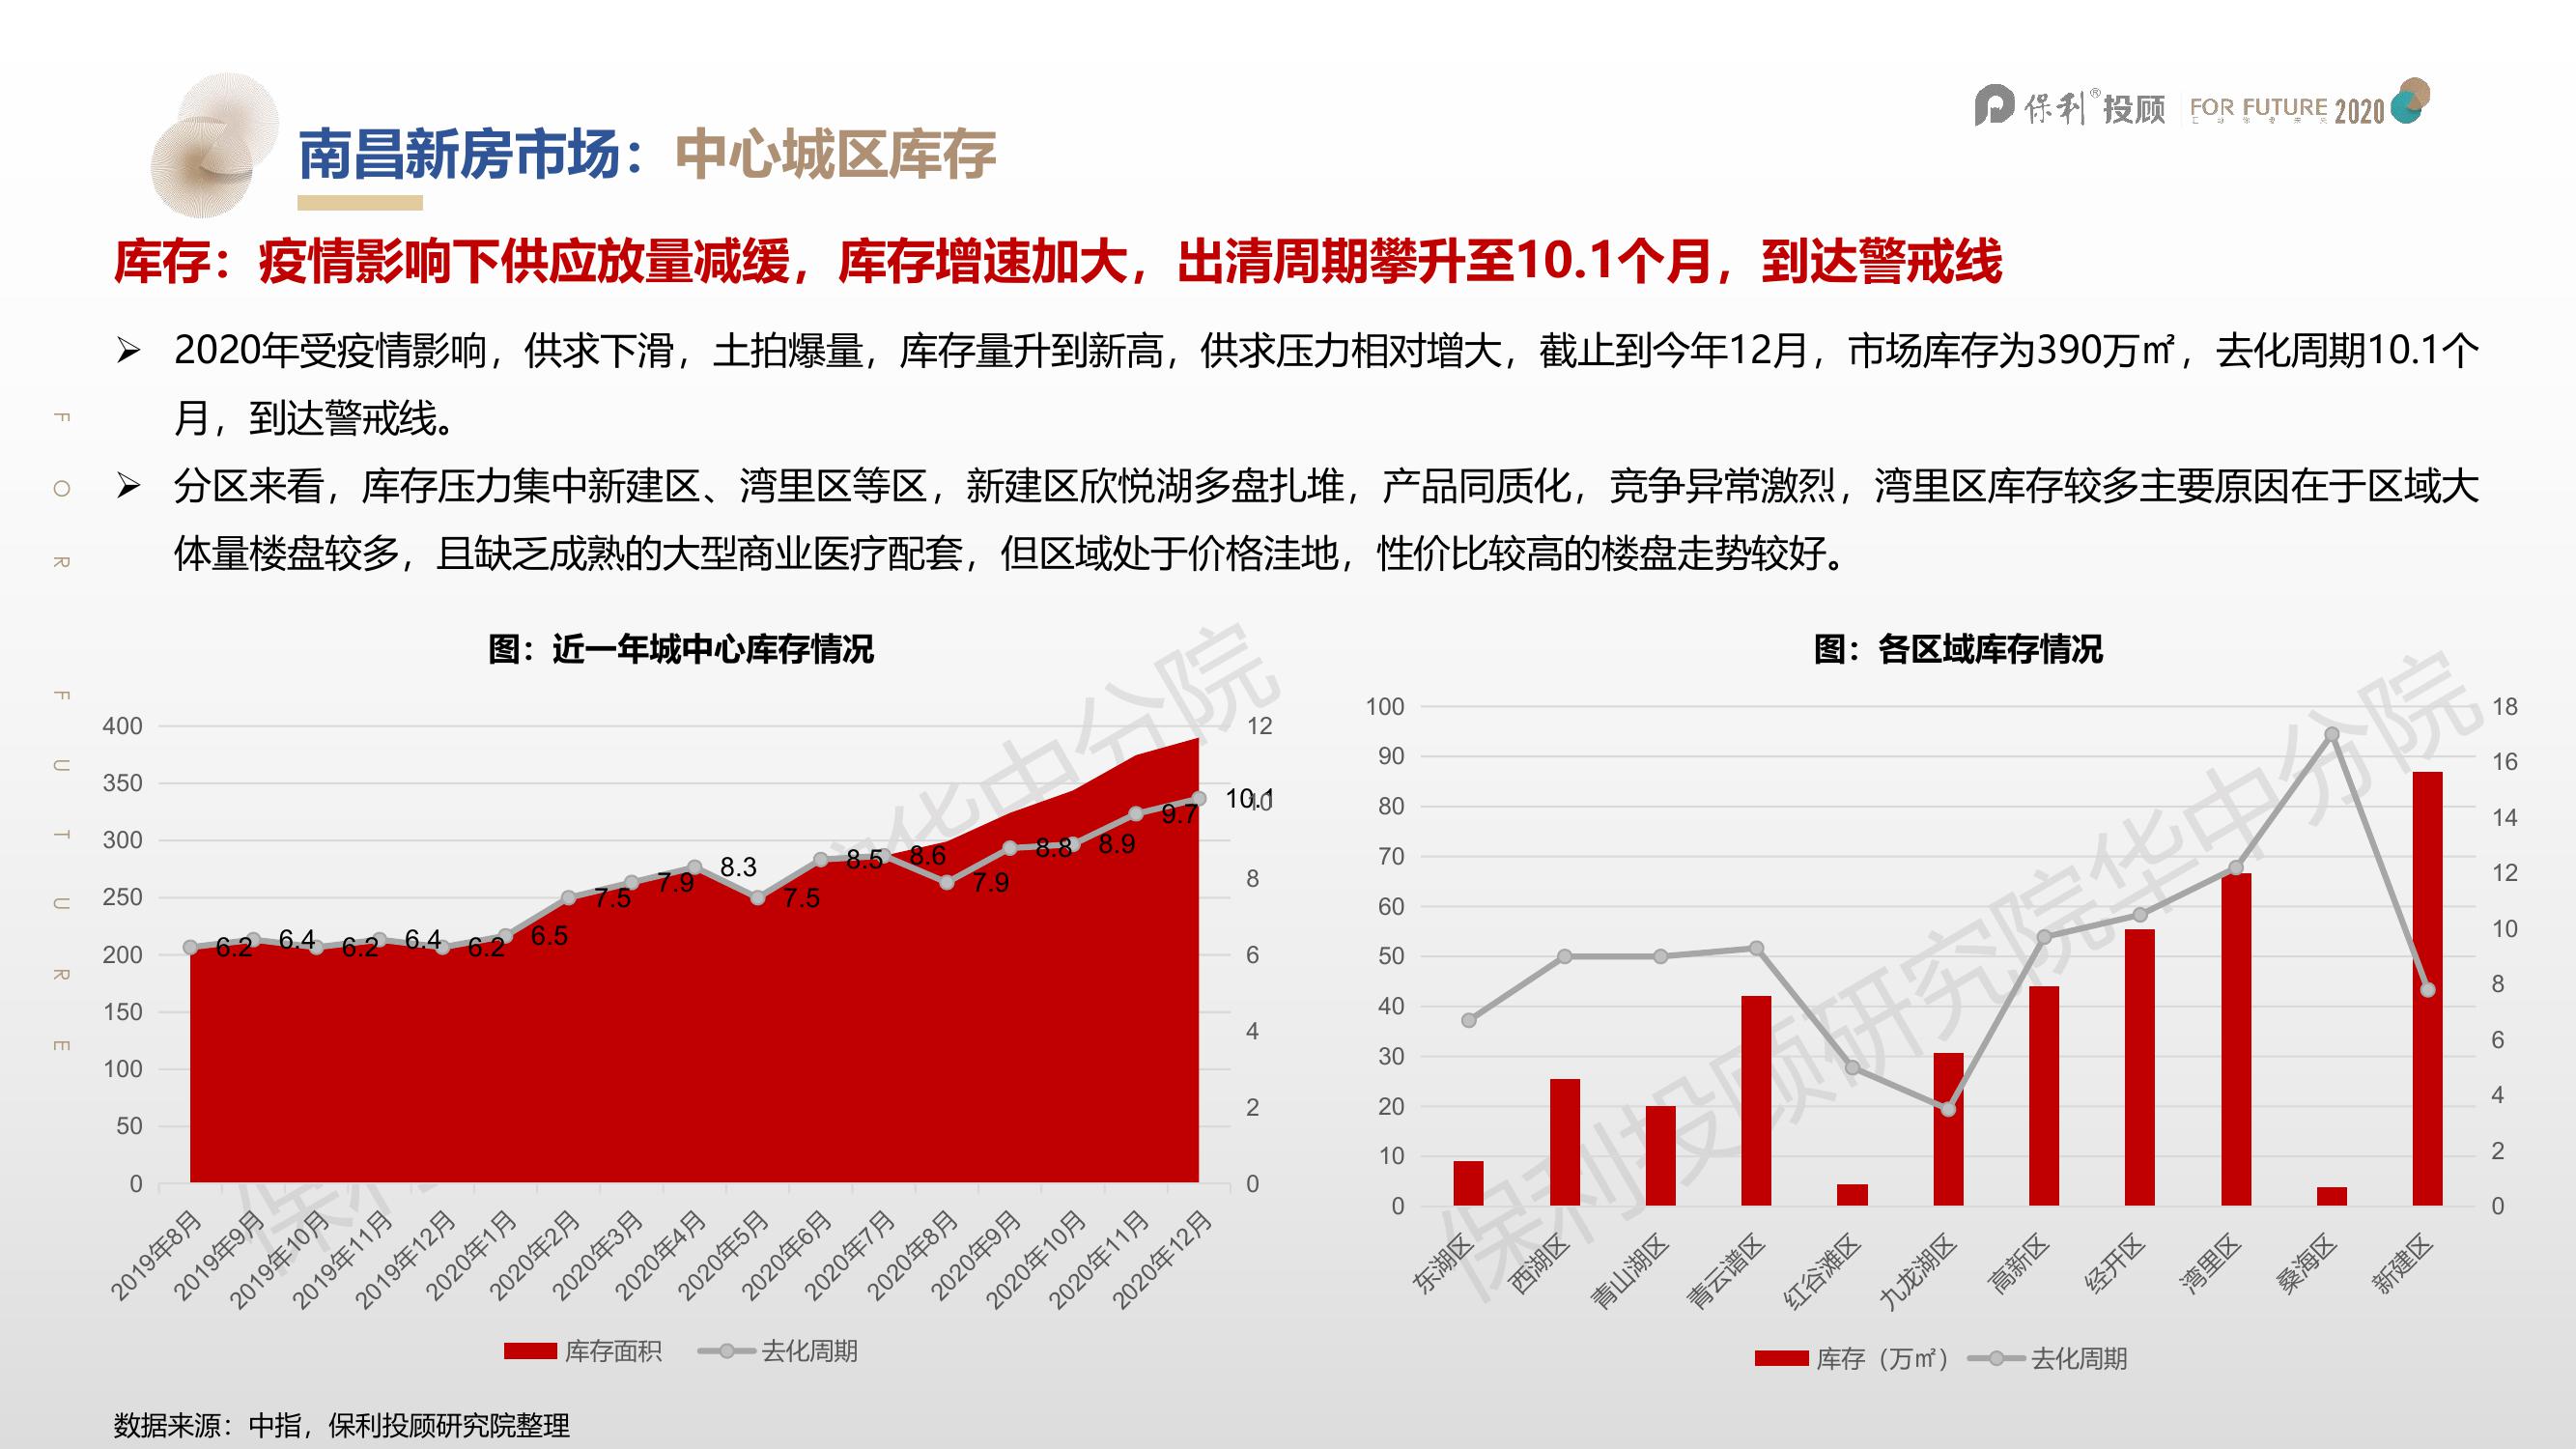 保利®投顾 FOR FUTURE 2020
南昌新房市场：中心城区库存
库存：疫情影响下供应放量减缓，库存增速加大，出清周期攀升至10.1个月，到达警戒线
➢ 2020年受疫情影响，供求下滑，土拍爆量，库存量升到新高，供求压力相对增大，截止到今年12月，市场库存为390万㎡，去化周期10.1个
月，到达警戒线。
➢ 分区来看，库存压力集中新建区、湾里区等区，新建区欣悦湖多盘扎堆，产品同质化，竞争异常激烈，湾里区库存较多主要原因在于区域大
体量楼盘较多，且缺乏成熟的大型商业医疗配套，但区域处于价格洼地，性价比较高的楼盘走势较好。
FOR FUTURE
图：近一年城中心库存情况
400
350
300
250
200
150
100
50
0
12
10
8
6
4
2
0
6.2 6.4 6.2 6.4 6.2 6.5 7.5 7.9 8.3 7.5 8.5 8.6 7.9 8.8 8.9 9.7 10.1
2019年8月 2019年9月 2019年10月 2019年11月 2019年12月 2020年1月 2020年2月 2020年3月 2020年4月 2020年5月 2020年6月 2020年7月 2020年8月 2020年9月 2020年10月 2020年11月 2020年12月
库存面积 去化周期
图：各区域库存情况
100
90
80
70
60
50
40
30
20
10
0
18
16
14
12
10
8
6
4
2
0
东湖区 西湖区 青山湖区 青云谱区 红谷滩区 九龙湖区 高新区 经开区 湾里区 桑海区 新建区
库存（万㎡） 去化周期
保利投顾研究院华中分院
数据来源：中指，保利投顾研究院整理